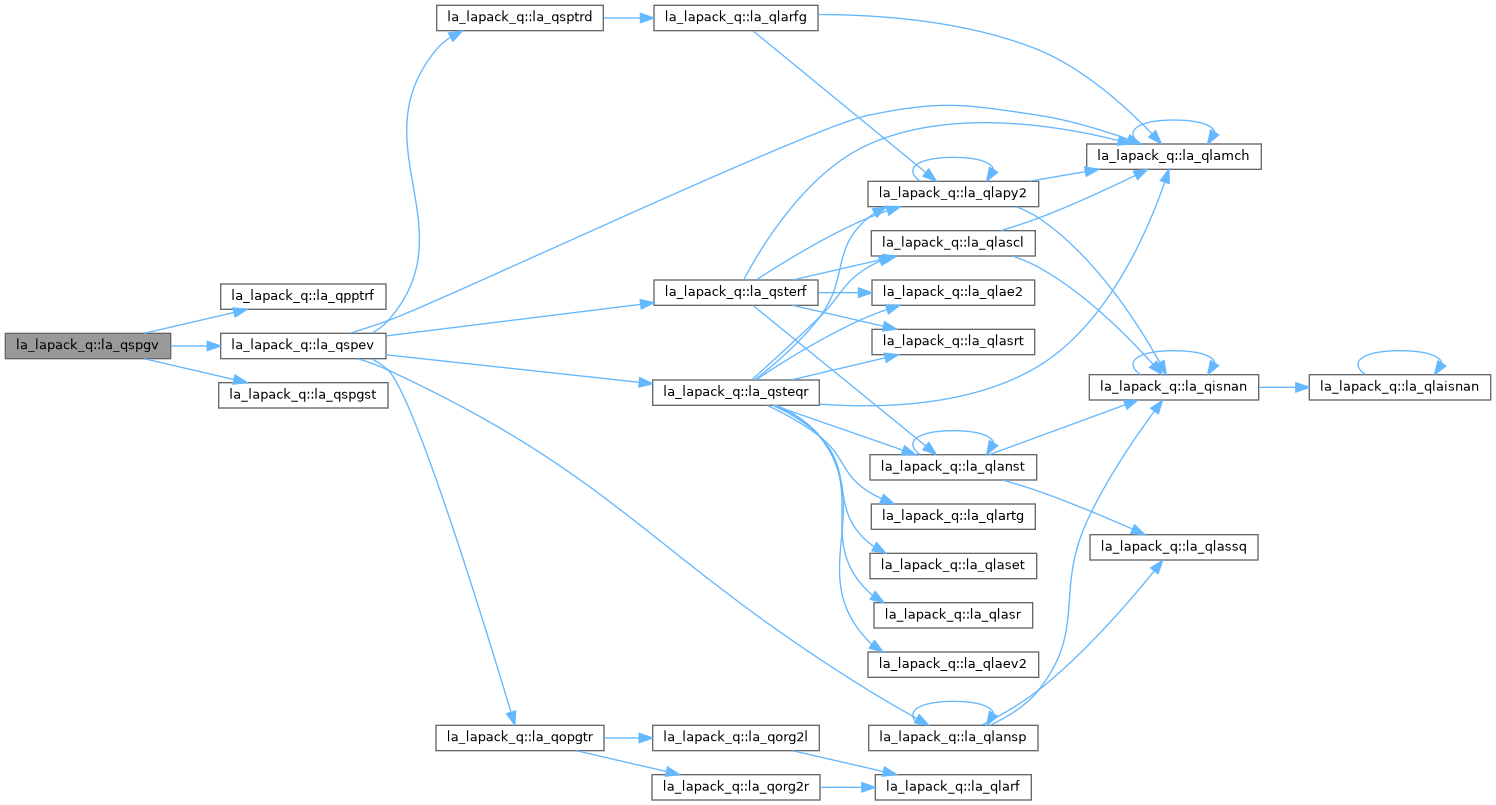 la_lapack_q::la_qsptrd
la_lapack_q::la_qlarfg
la_lapack_q::la_qlamch
la_lapack_q::la_qlapy2
la_lapack_q::la_qlascl
la_lapack_q::la_qpptrf
la_lapack_q::la_qsterf
la_lapack_q::la_qlae2
la_lapack_q::la_qspgv
la_lapack_q::la_qspev
la_lapack_q::la_qlasrt
la_lapack_q::la_qspgst
la_lapack_q::la_qsteqr
la_lapack_q::la_qisnan
la_lapack_q::la_qlaisnan
la_lapack_q::la_qlanst
la_lapack_q::la_qlartg
la_lapack_q::la_qlassq
la_lapack_q::la_qlaset
la_lapack_q::la_qlasr
la_lapack_q::la_qlaev2
la_lapack_q::la_qopgtr
la_lapack_q::la_qorg2l
la_lapack_q::la_qlansp
la_lapack_q::la_qorg2r
la_lapack_q::la_qlarf